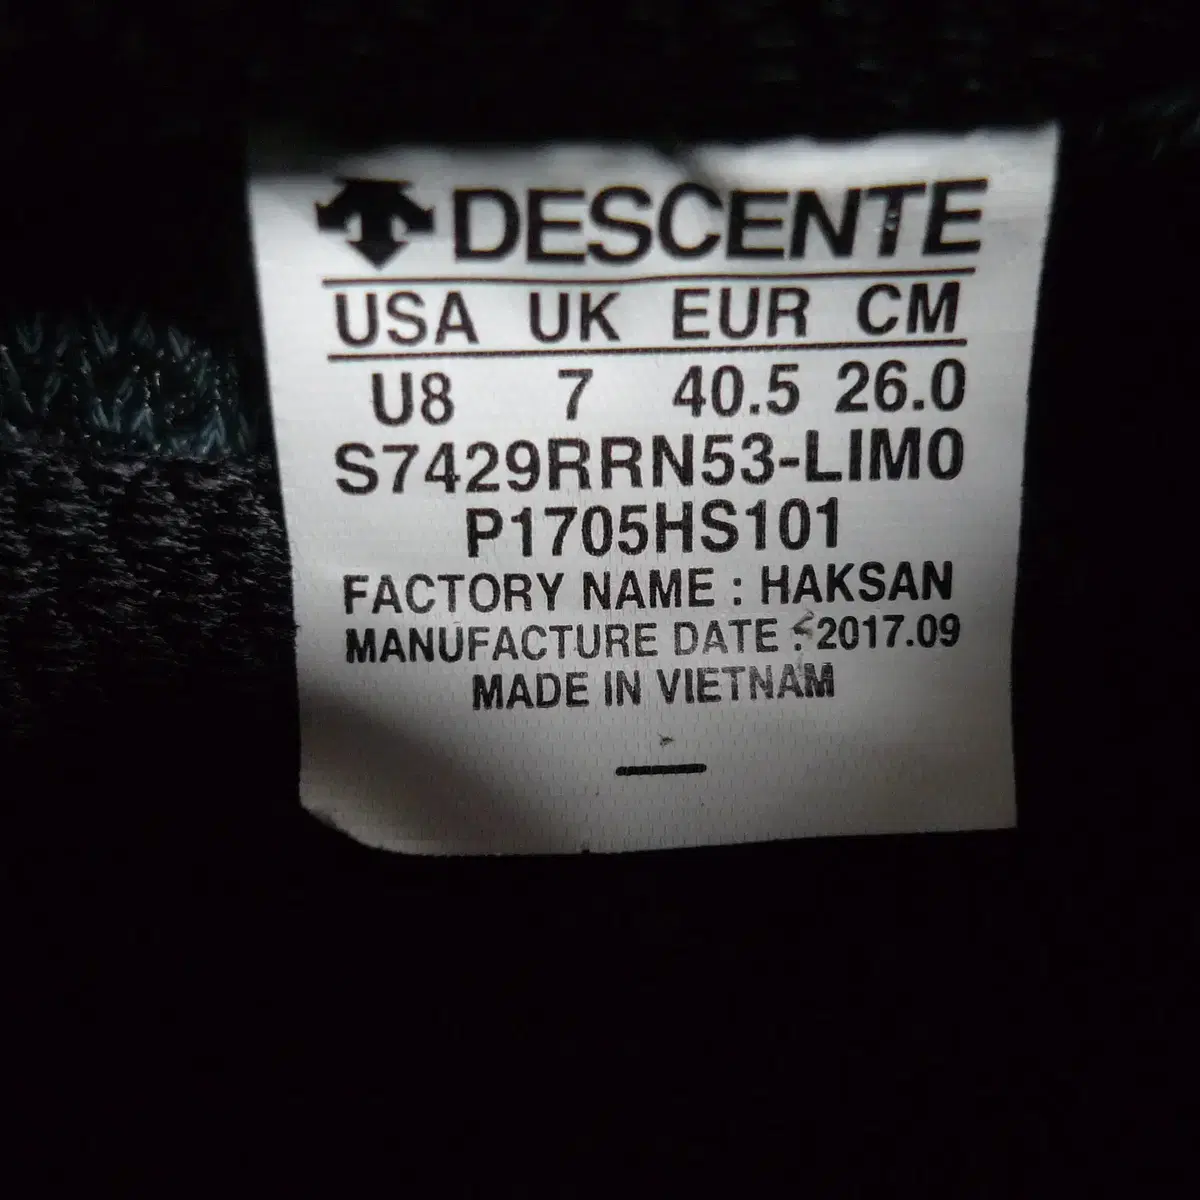 DESCENTE
USA UK EUR CM
U8 7 40.5 26.0
S7429RRN53-LIM0
P1705HS101
FACTORY NAME : HAKSAN
MANUFACTURE DATE : 2017.09
MADE IN VIETNAM